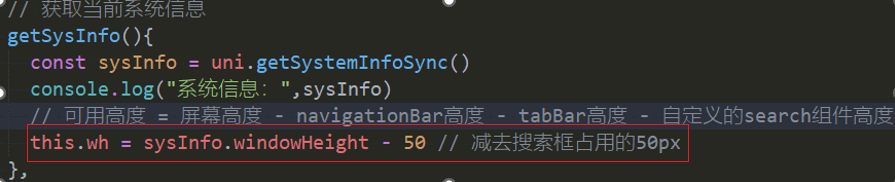 // 获取当前系统信息
getSysInfo(){
const sysInfo = uni.getSystemInfoSync()
console.log("系统信息：",sysInfo)
// 可用高度 = 屏幕高度 - navigationBar高度 - tabBar高度 - 自定义的search组件高度
this.wh = sysInfo.windowHeight - 50 // 减去搜索框占用的50px
},